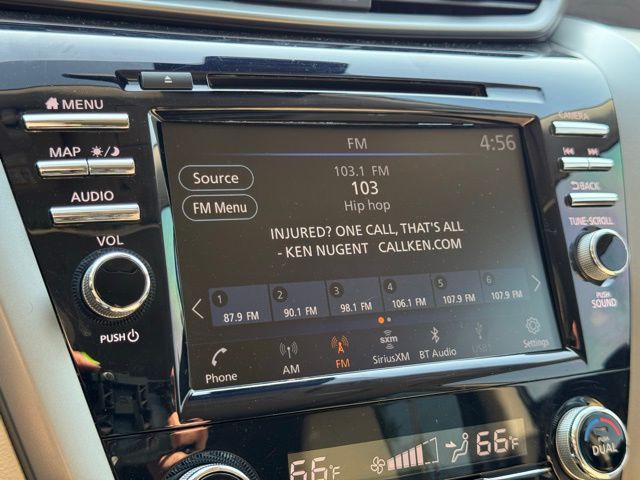 MENU
MAP
AUDIO
VOL
PUSH
FM
4:56
Source
FM Menu
103.1 FM
103
Hip hop
INJURED? ONE CALL, THAT'S ALL
- KEN NUGENT CALLKEN.COM
1 2 3 4 5 6
87.9 FM 90.1 FM 98.1 FM 106.1 FM 107.9 FM 107.9 FM
Phone AM FM SiriusXM BT Audio USB1 Settings
sxm
CAMERA
BACK
TUNE·SCROLL
PUSH
SOUND
66°F
66°F
PUSH
DUAL